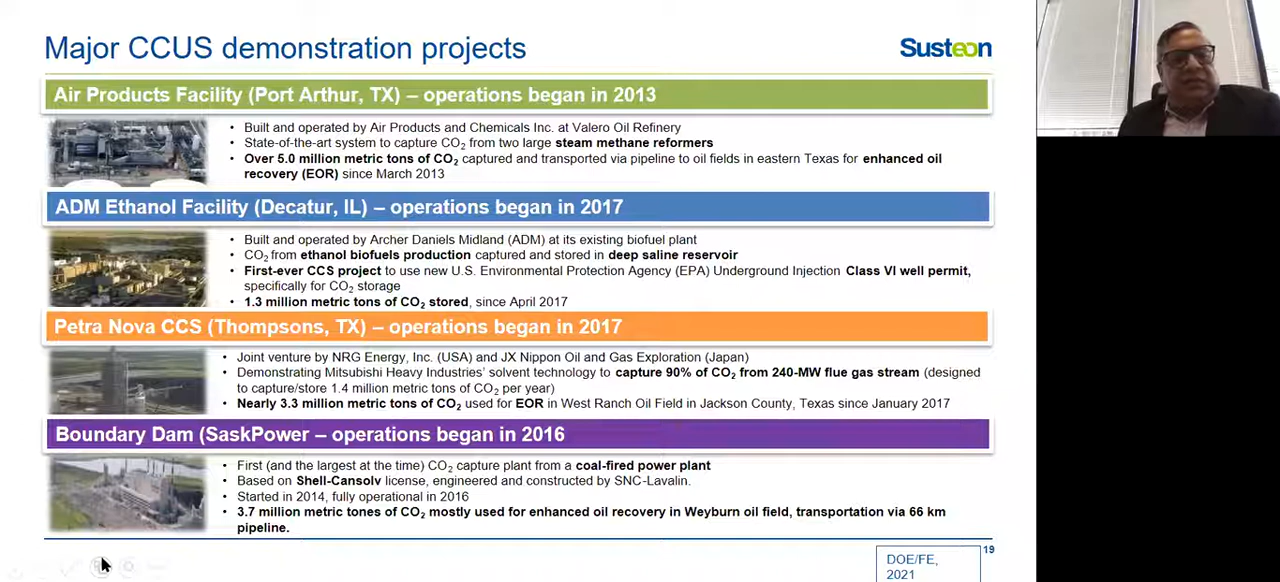 Major CCUS demonstration projects
Susteon
Air Products Facility (Port Arthur, TX) – operations began in 2013
• Built and operated by Air Products and Chemicals Inc. at Valero Oil Refinery
• State-of-the-art system to capture CO₂ from two large steam methane reformers
• Over 5.0 million metric tons of CO₂ captured and transported via pipeline to oil fields in eastern Texas for enhanced oil
recovery (EOR) since March 2013
ADM Ethanol Facility (Decatur, IL) – operations began in 2017
• Built and operated by Archer Daniels Midland (ADM) at its existing biofuel plant
• CO₂ from ethanol biofuels production captured and stored in deep saline reservoir
• First-ever CCS project to use new U.S. Environmental Protection Agency (EPA) Underground Injection Class VI well permit,
specifically for CO₂ storage
• 1.3 million metric tons of CO₂ stored, since April 2017
Petra Nova CCS (Thompsons, TX) – operations began in 2017
• Joint venture by NRG Energy, Inc. (USA) and JX Nippon Oil and Gas Exploration (Japan)
• Demonstrating Mitsubishi Heavy Industries' solvent technology to capture 90% of CO₂ from 240-MW flue gas stream (designed
to capture/store 1.4 million metric tons of CO₂ per year)
• Nearly 3.3 million metric tons of CO₂ used for EOR in West Ranch Oil Field in Jackson County, Texas since January 2017
Boundary Dam (SaskPower – operations began in 2016
• First (and the largest at the time) CO₂ capture plant from a coal-fired power plant
• Based on Shell-Cansolv license, engineered and constructed by SNC-Lavalin.
• Started in 2014, fully operational in 2016
• 3.7 million metric tones of CO₂ mostly used for enhanced oil recovery in Weyburn oil field, transportation via 66 km
pipeline.
DOE/FE,
2021
19